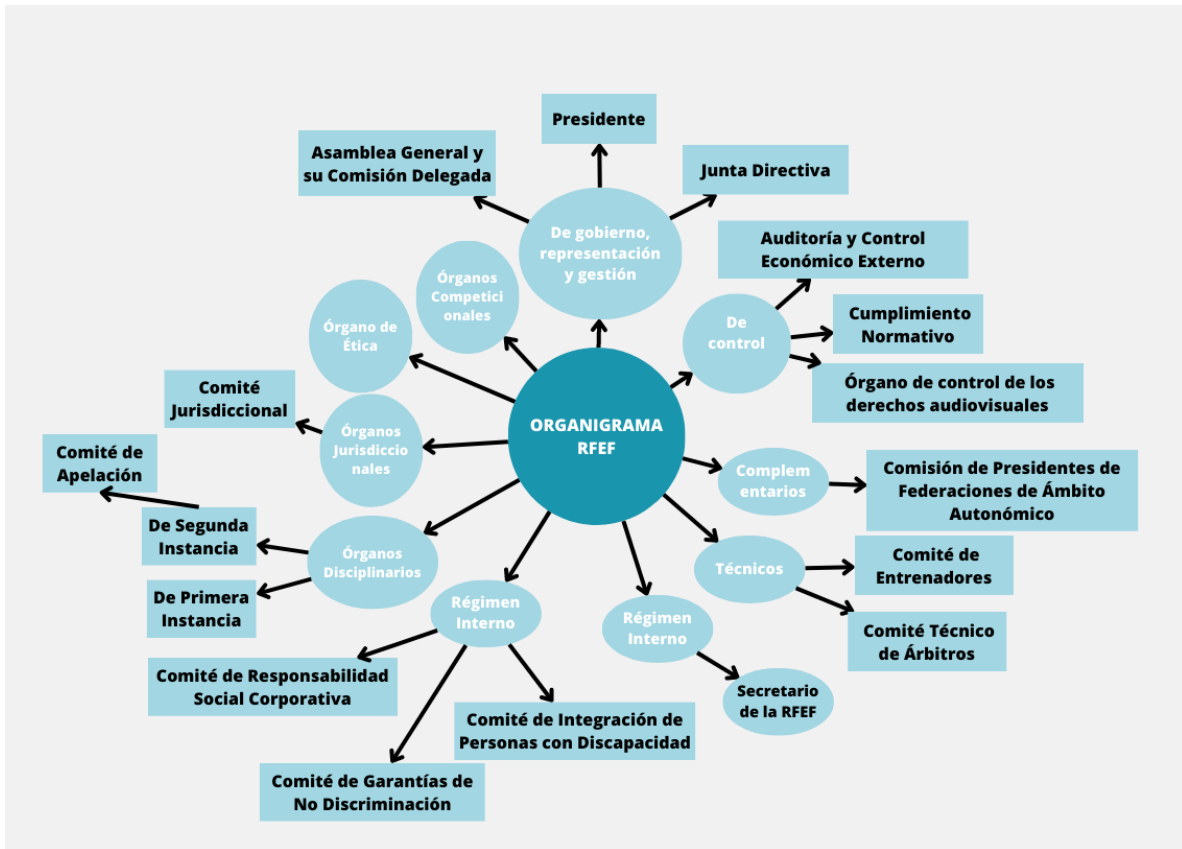 Presidente
Asamblea General y
su Comisión Delegada
Junta Directiva
De gobierno,
representación
y gestión
Auditoría y Control
Económico Externo
Órganos
Competici
onales
Cumplimiento
Normativo
Órgano de
Ética
De
control
Órgano de control de los
derechos audiovisuales
Comité
Jurisdiccional
ORGANIGRAMA
RFEF
Órganos
Jurisdiccio
nales
Comité de
Apelación
Complem
entarios
Comisión de Presidentes de
Federaciones de Ámbito
Autonómico
De Segunda
Instancia
Órganos
Disciplinarios
Técnicos
Comité de
Entrenadores
De Primera
Instancia
Régimen
Interno
Régimen
Interno
Comité Técnico
de Árbitros
Comité de Responsabilidad
Social Corporativa
Secretario
de la RFEF
Comité de Integración de
Personas con Discapacidad
Comité de Garantías de
No Discriminación